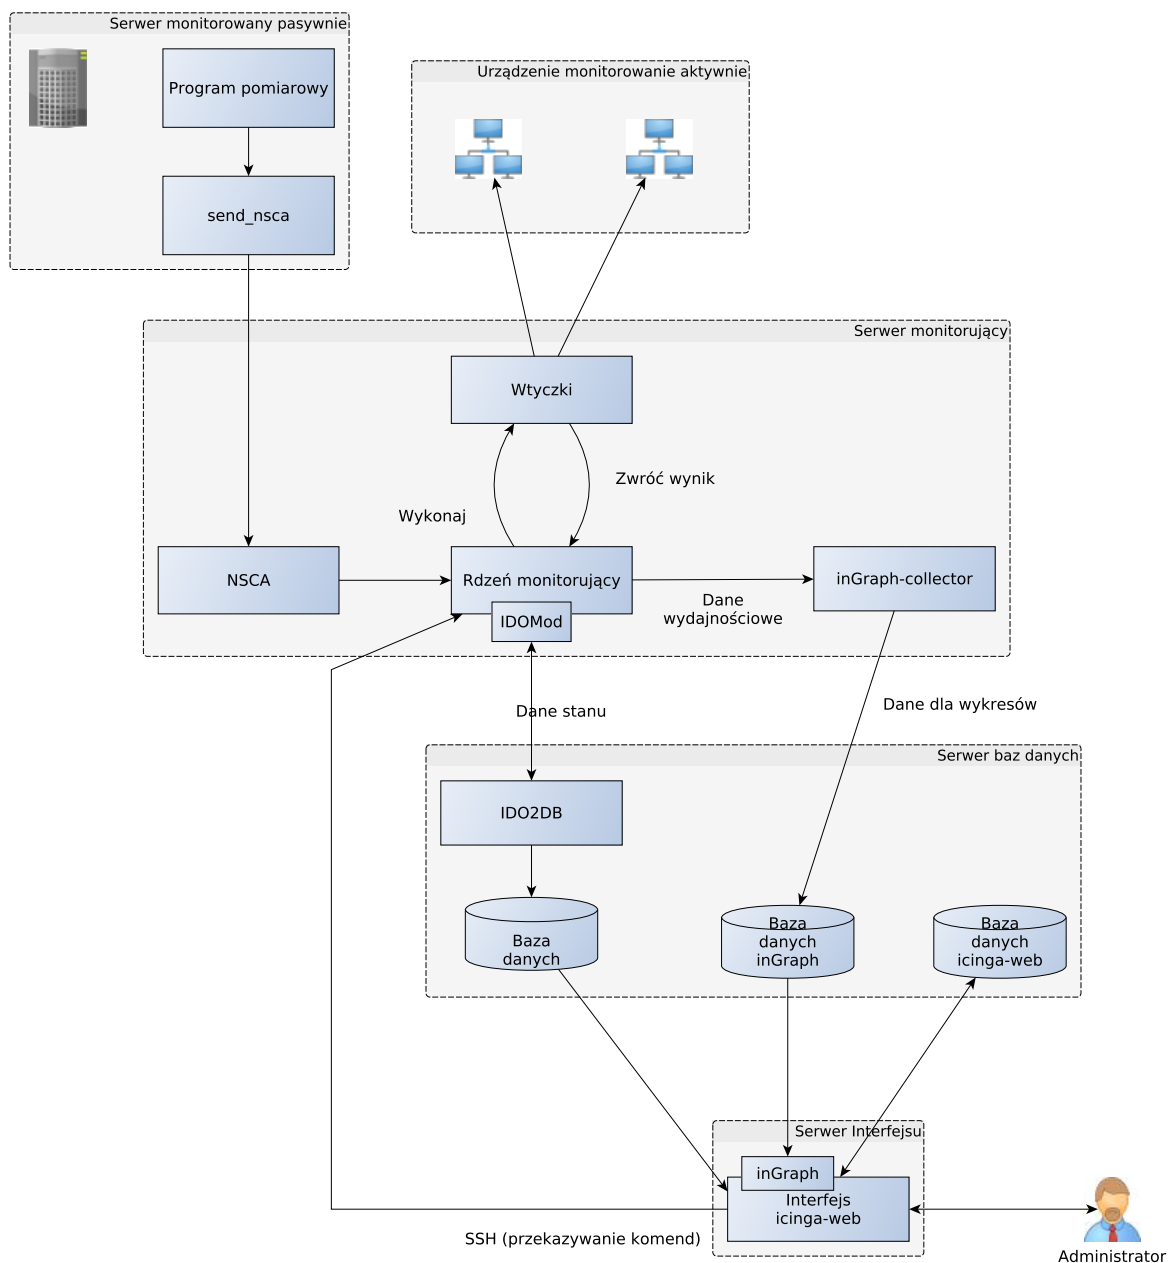 Serwer monitorowany pasywnie
Program pomiarowy
send_nsca
Urządzenie monitorowanie aktywnie
Serwer monitorujący
Wtyczki
Zwróć wynik
Wykonaj
NSCA
Rdzeń monitorujący
inGraph-collector
Dane
wydajnościowe
IDOMod
Dane stanu
Dane dla wykresów
Serwer baz danych
IDO2DB
Baza
danych
Baza
danych
inGraph
Baza
danych
icinga-web
Serwer Interfejsu
inGraph
Interfejs
icinga-web
SSH (przekazywanie komend)
Administrator